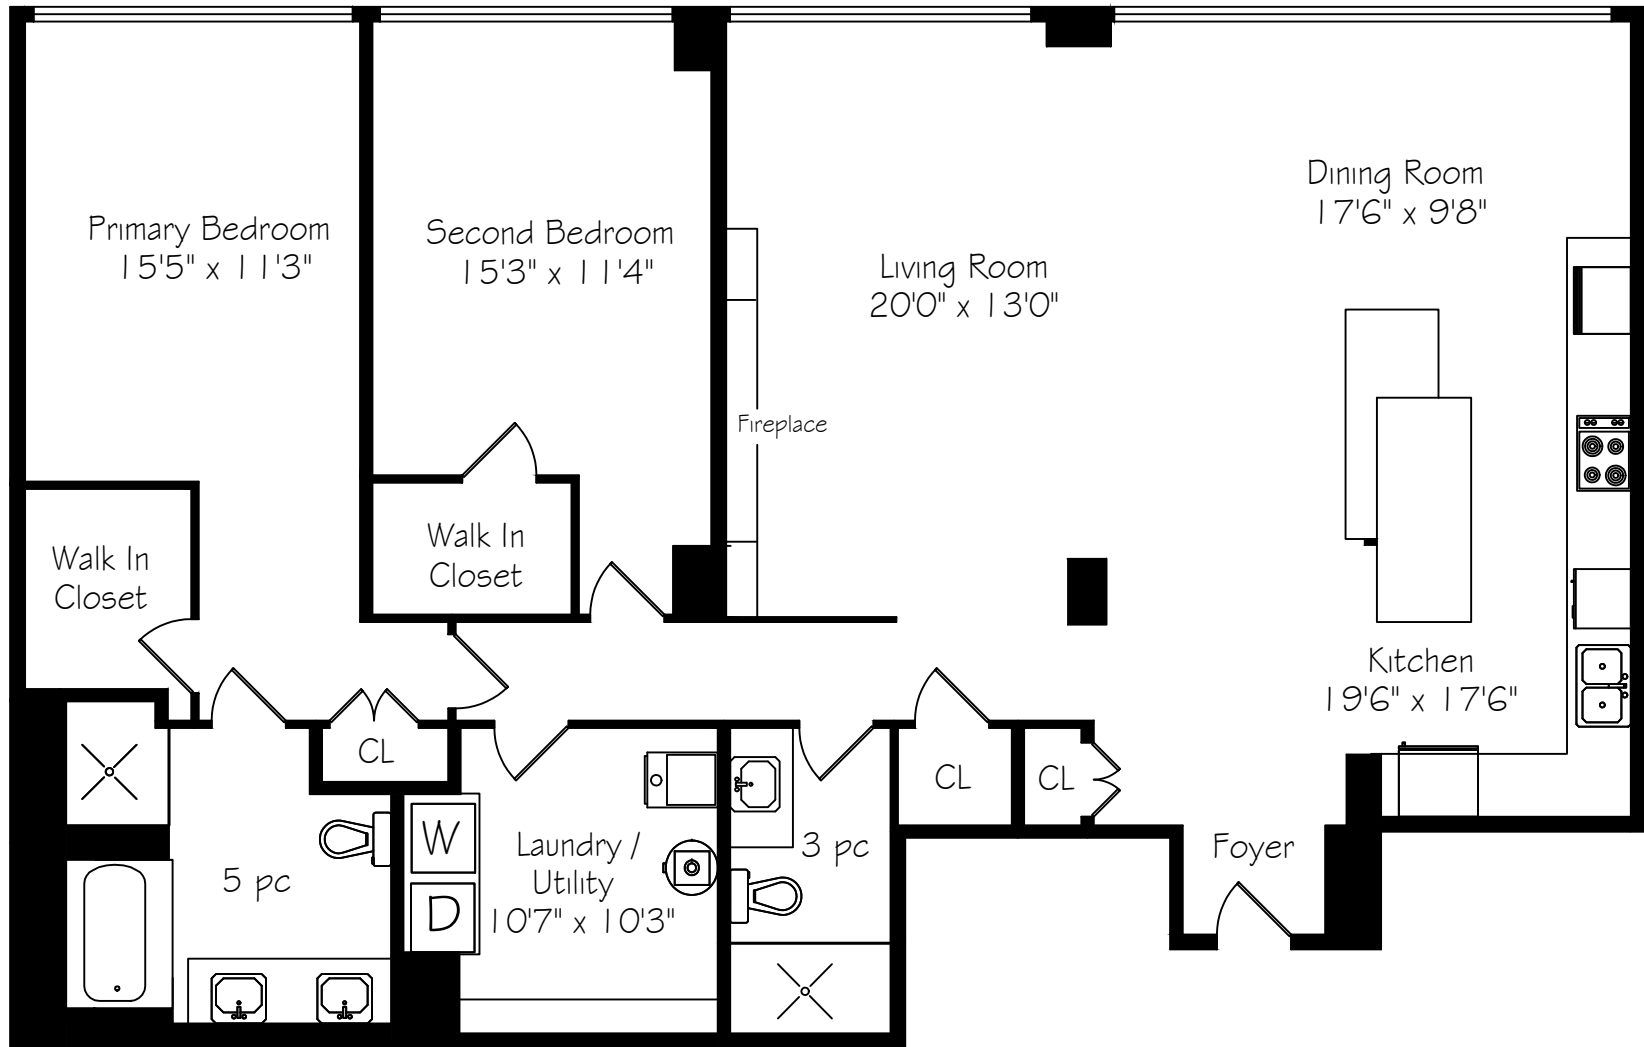 Primary Bedroom
15'5" x 11'3"
Second Bedroom
15'3" x 11'4"
Living Room
20'0" x 13'0"
Dining Room
17'6" x 9'8"
Fireplace
Walk In
Closet
Walk In
Closet
Kitchen
19'6" x 17'6"
CL
CL
CL
W
D
Laundry /
Utility
10'7" x 10'3"
3 pc
Foyer
5 pc